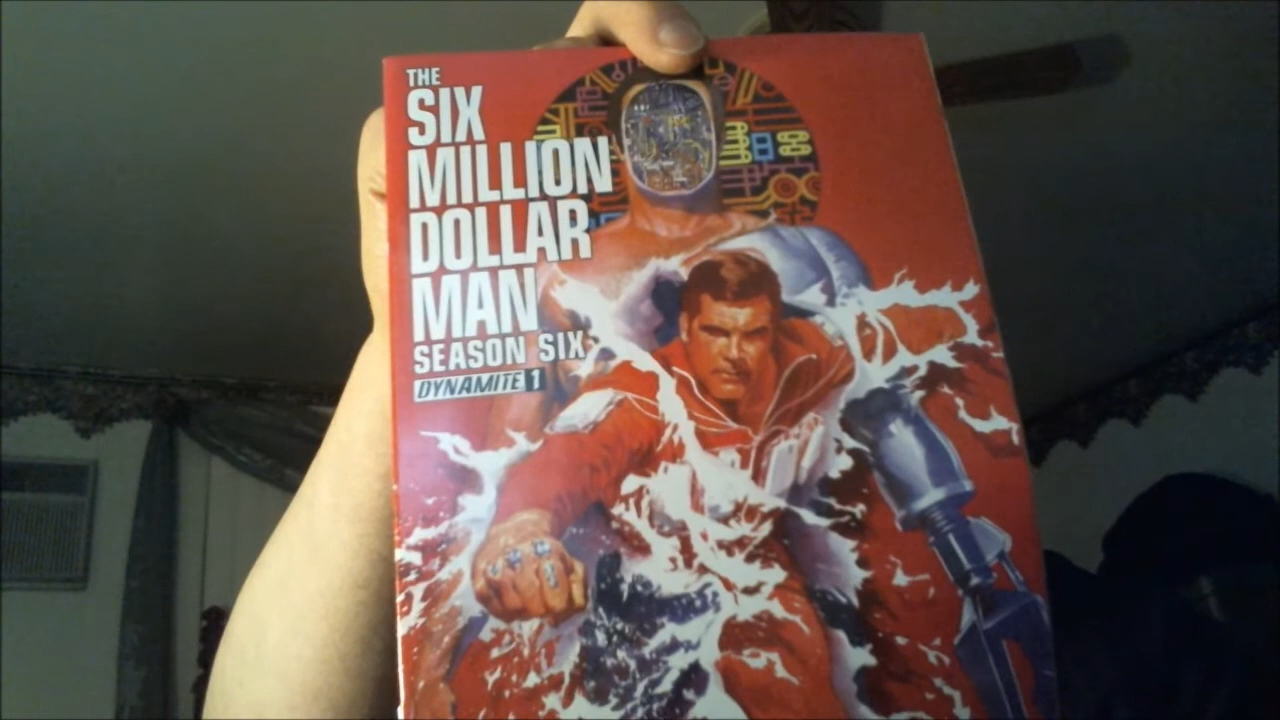 THE
SIX
MILLION
DOLLAR
MAN
SEASON SIX
DYNAMITE 1